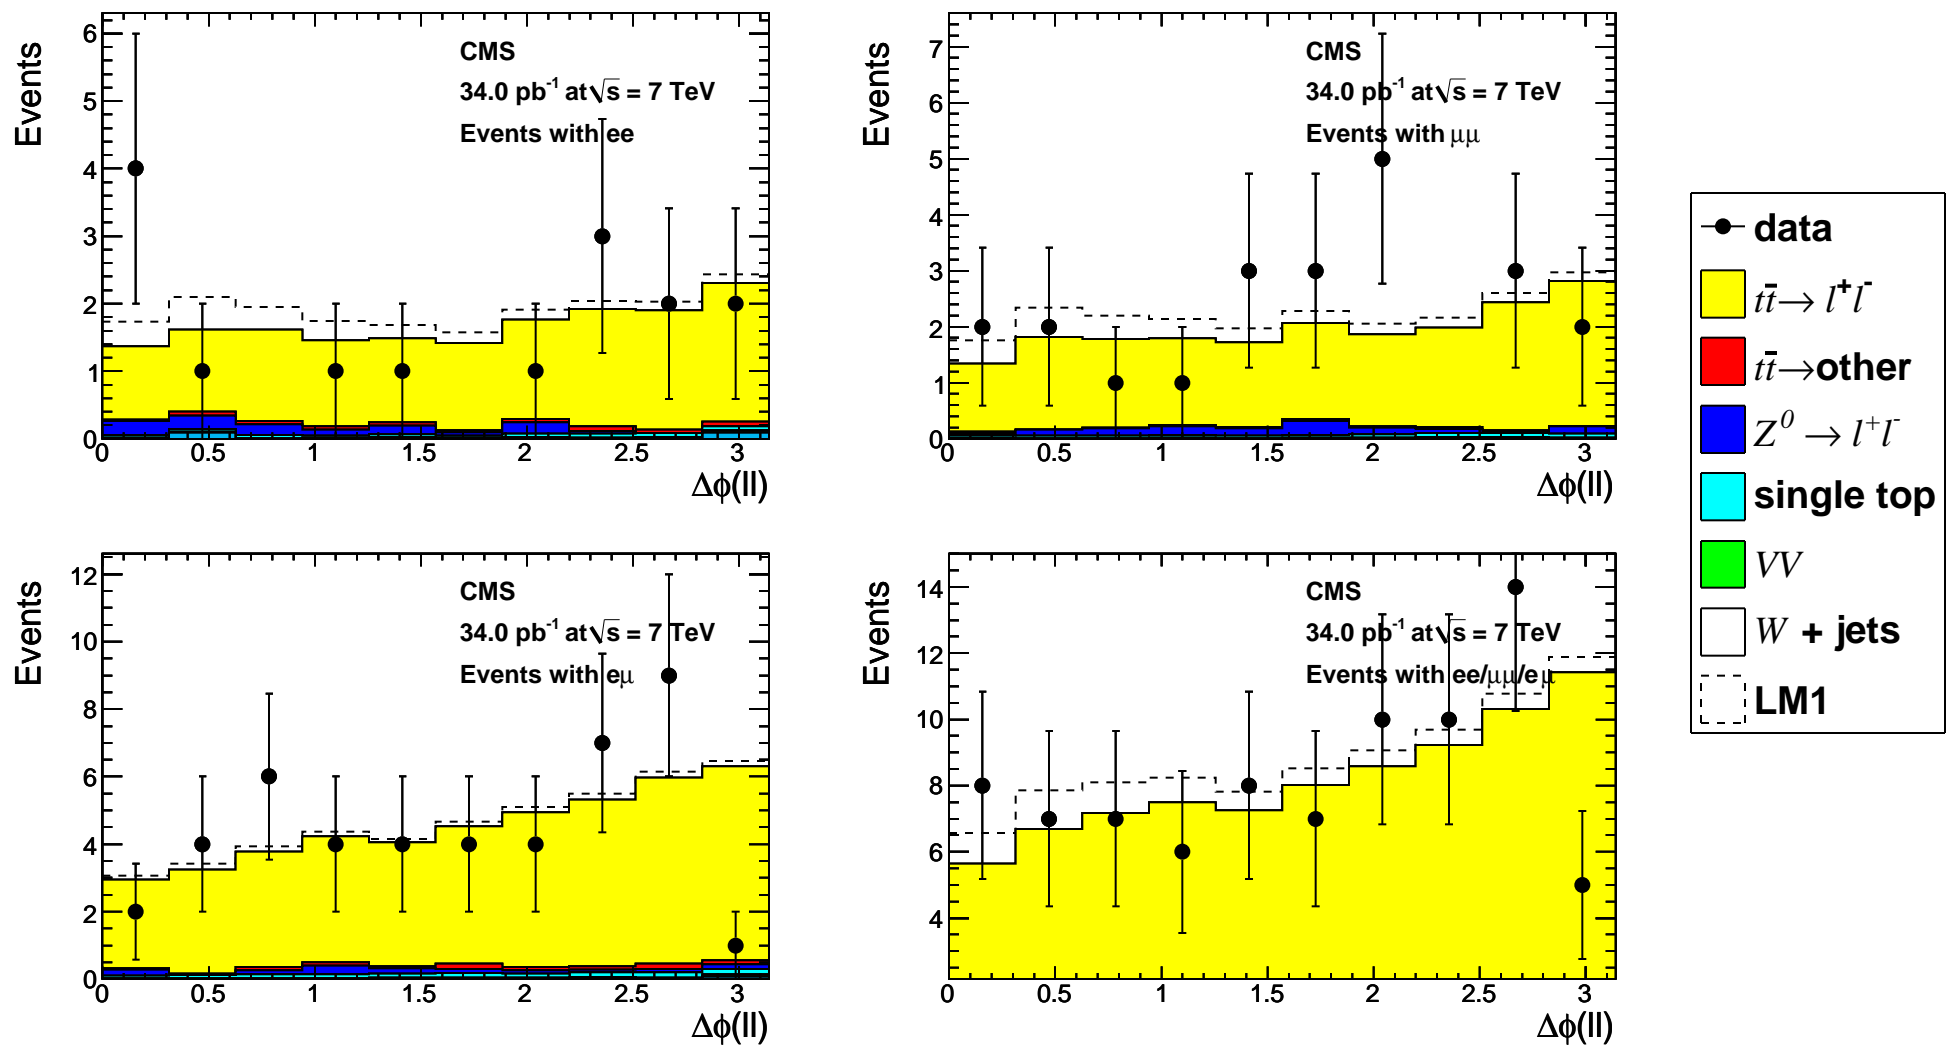 Events
6
5
4
3
2
1
0
CMS
34.0 pb⁻¹ at √s = 7 TeV
Events with ee
0 0.5 1 1.5 2 2.5 3
Δϕ(ll)
Events
7
6
5
4
3
2
1
0
CMS
34.0 pb⁻¹ at √s = 7 TeV
Events with μμ
0 0.5 1 1.5 2 2.5 3
Δϕ(ll)
Events
12
10
8
6
4
2
0
CMS
34.0 pb⁻¹ at √s = 7 TeV
Events with eμ
0 0.5 1 1.5 2 2.5 3
Δϕ(ll)
Events
14
12
10
8
6
4
CMS
34.0 pb⁻¹ at √s = 7 TeV
Events with ee/μμ/eμ
0 0.5 1 1.5 2 2.5 3
Δϕ(ll)
data
tt̄→ l⁺l⁻
tt̄→other
Z⁰ → l⁺l⁻
single top
VV
W + jets
LM1